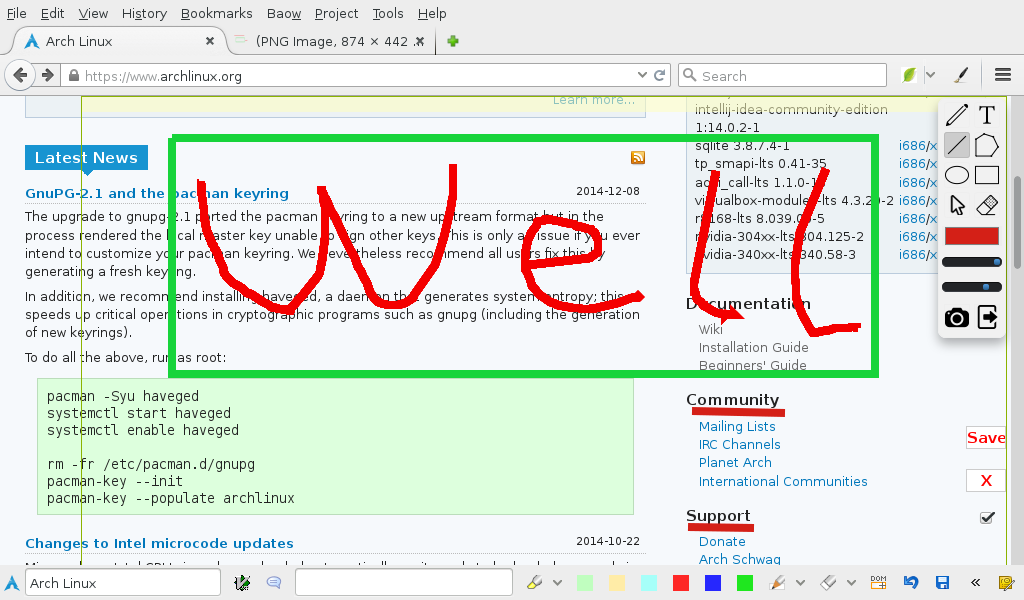 File Edit View History Bookmarks Baow Project Tools Help
Arch Linux (PNG Image, 874 × 442 ...
https://www.archlinux.org Search
Learn more...
intellij-idea-community-edition
1:14.0.2-1
Latest News
sqlite 3.8.7.4-1 i686/x
tp_smapi-lts 0.41-35 i686/x
GnuPG-2.1 and the pacman keyring 2014-12-08
acpi_call-lts 1.1.0- i686/x
virtualbox-modules-lts 4.3.20-2 i686/x
8.039.0 -5 i686/x
nvidia-304xx-lts 304.125-2 i686/x
nvidia-340xx-lts 340.58-3 i686/x
The upgrade to gnupg-2.1 ported the pacman keyring to a new upstream format but in the
process rendered the local master key unable to sign other keys. This is only an issue if you ever
intend to customize your pacman keyring. We nevertheless recommend all users fix this by
generating a fresh keyring.
In addition, we recommend installing haveged, a daemon that generates system entropy; this
speeds up critical operations in cryptographic programs such as gnupg (including the generation
of new keyrings).
To do all the above, run as root:
well
pacman -Syu haveged
systemctl start haveged
systemctl enable haveged
rm -fr /etc/pacman.d/gnupg
pacman-key --init
pacman-key --populate archlinux
Changes to Intel microcode updates 2014-10-22
Documentation
Wiki
Installation Guide
Beginners' Guide
Community
Mailing Lists
IRC Channels
Planet Arch
International Communities
Support
Donate
Arch Schwag
T
Save
X
Arch Linux
DOM